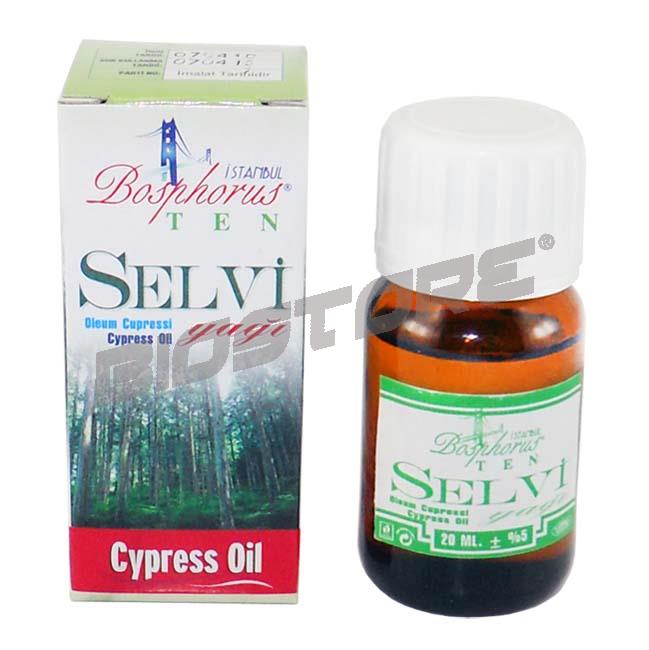 İmalat Tarihidir
İSTANBUL
Bosphorus®
TEN
SELVİ
yağı
Oleum Cupressi
Cypress Oil
Cypress Oil
BIOSTORE®
İSTANBUL
Bosphorus
TEN
SELVİ
yağı
Oleum Cupressi
Cypress Oil
20 ML. ± %5